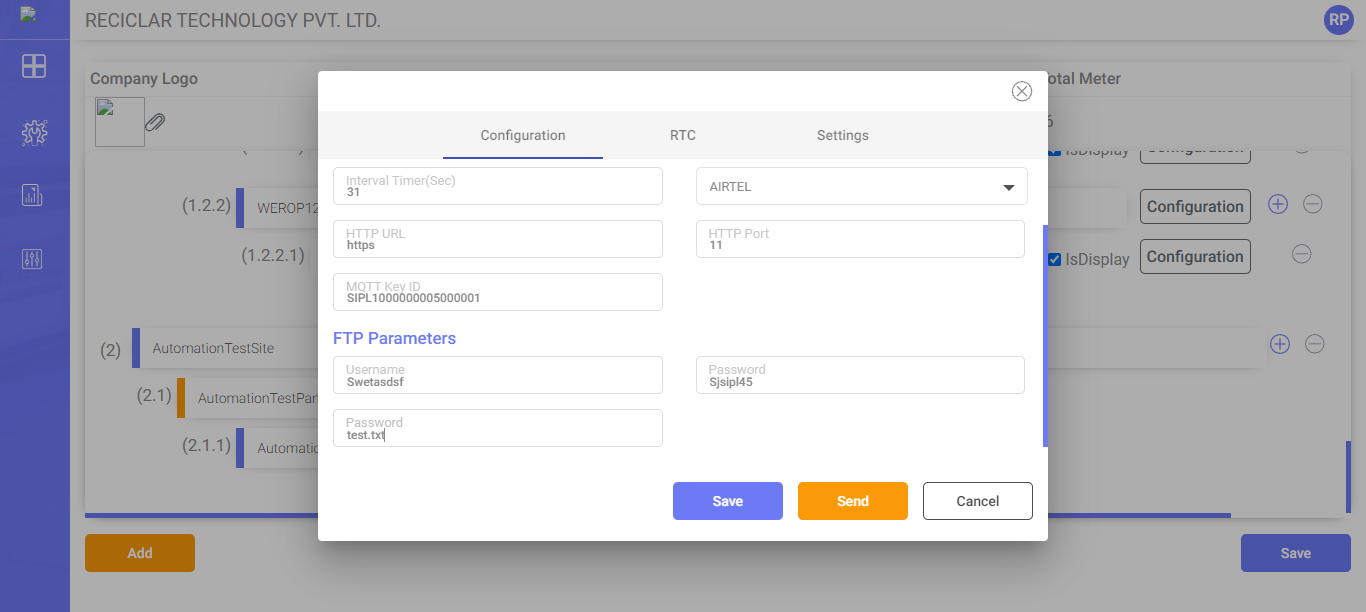 RECICLAR TECHNOLOGY PVT. LTD.
RP
Company Logo
otal Meter
6
Configuration RTC Settings
Interval Timer(Sec)
31
AIRTEL
HTTP URL
https
HTTP Port
11
MQTT Key ID
SIPL1000000005000001
FTP Parameters
Username
Swetasdsf
Password
Sjsipl45
Password
test.txt
Save Send Cancel
IsDisplay Configuration
(1.2.2) WEROP12 Configuration
(1.2.2.1) IsDisplay Configuration
(2) AutomationTestSite
(2.1) AutomationTestPan
(2.1.1) Automatio
Add Save